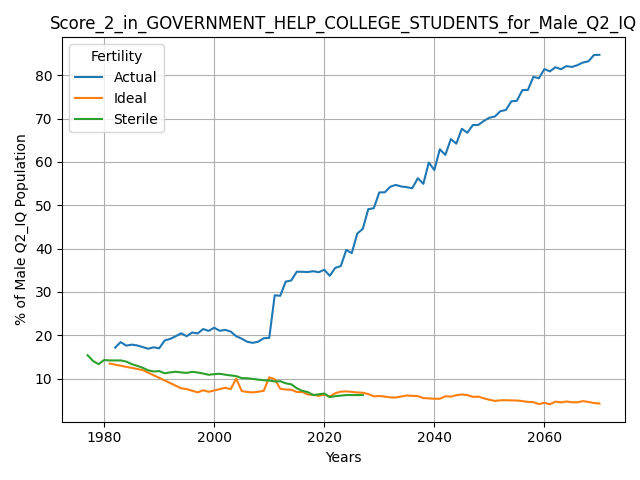 Score_2_in_GOVERNMENT_HELP_COLLEGE_STUDENTS_for_Male_Q2_IQ
Fertility
Actual
Ideal
Sterile
% of Male Q2_IQ Population
80
70
60
50
40
30
20
10
1980 2000 2020 2040 2060
Years